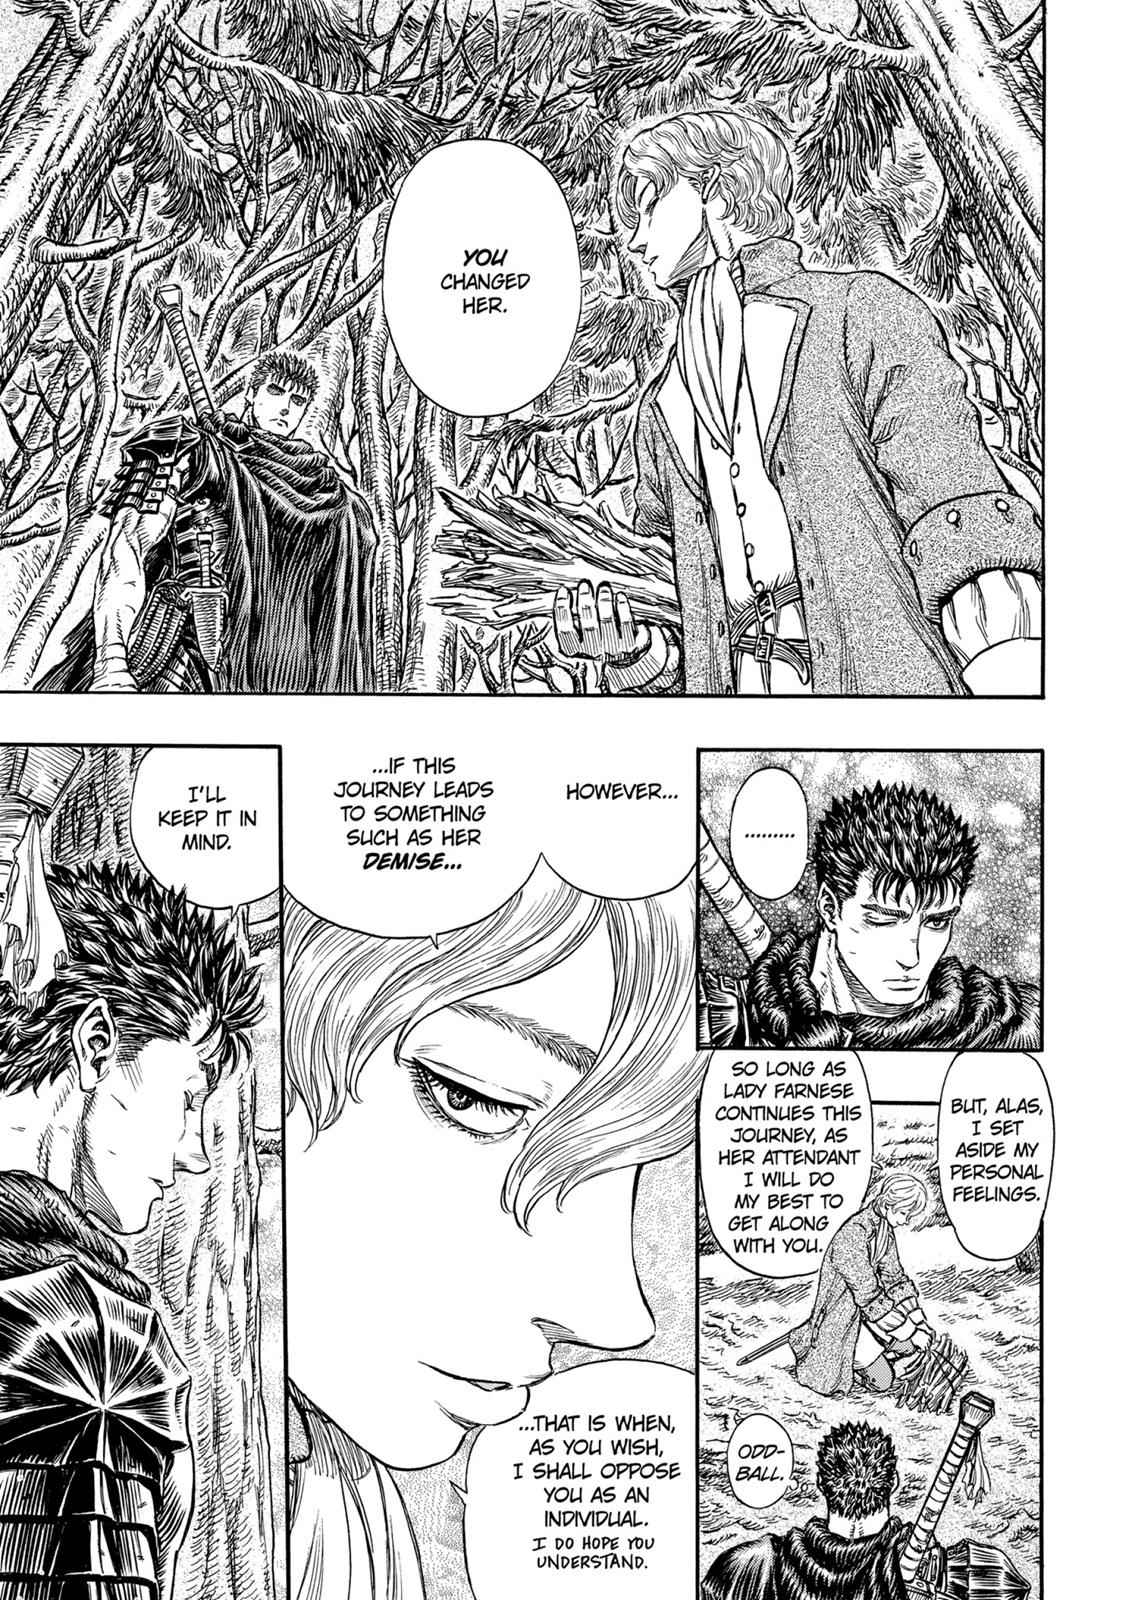 YOU
CHANGED
HER.
.........
BUT, ALAS,
I SET
ASIDE MY
PERSONAL
FEELINGS.
SO LONG AS
LADY FARNESE
CONTINUES THIS
JOURNEY, AS
HER ATTENDANT
I WILL DO
MY BEST TO
GET ALONG
WITH YOU.
ODD-
BALL.
HOWEVER...
...IF THIS
JOURNEY LEADS
TO SOMETHING
SUCH AS HER
DEMISE...
...THAT IS WHEN,
AS YOU WISH,
I SHALL OPPOSE
YOU AS AN
INDIVIDUAL.
I DO HOPE YOU
UNDERSTAND.
I'LL
KEEP IT IN
MIND.